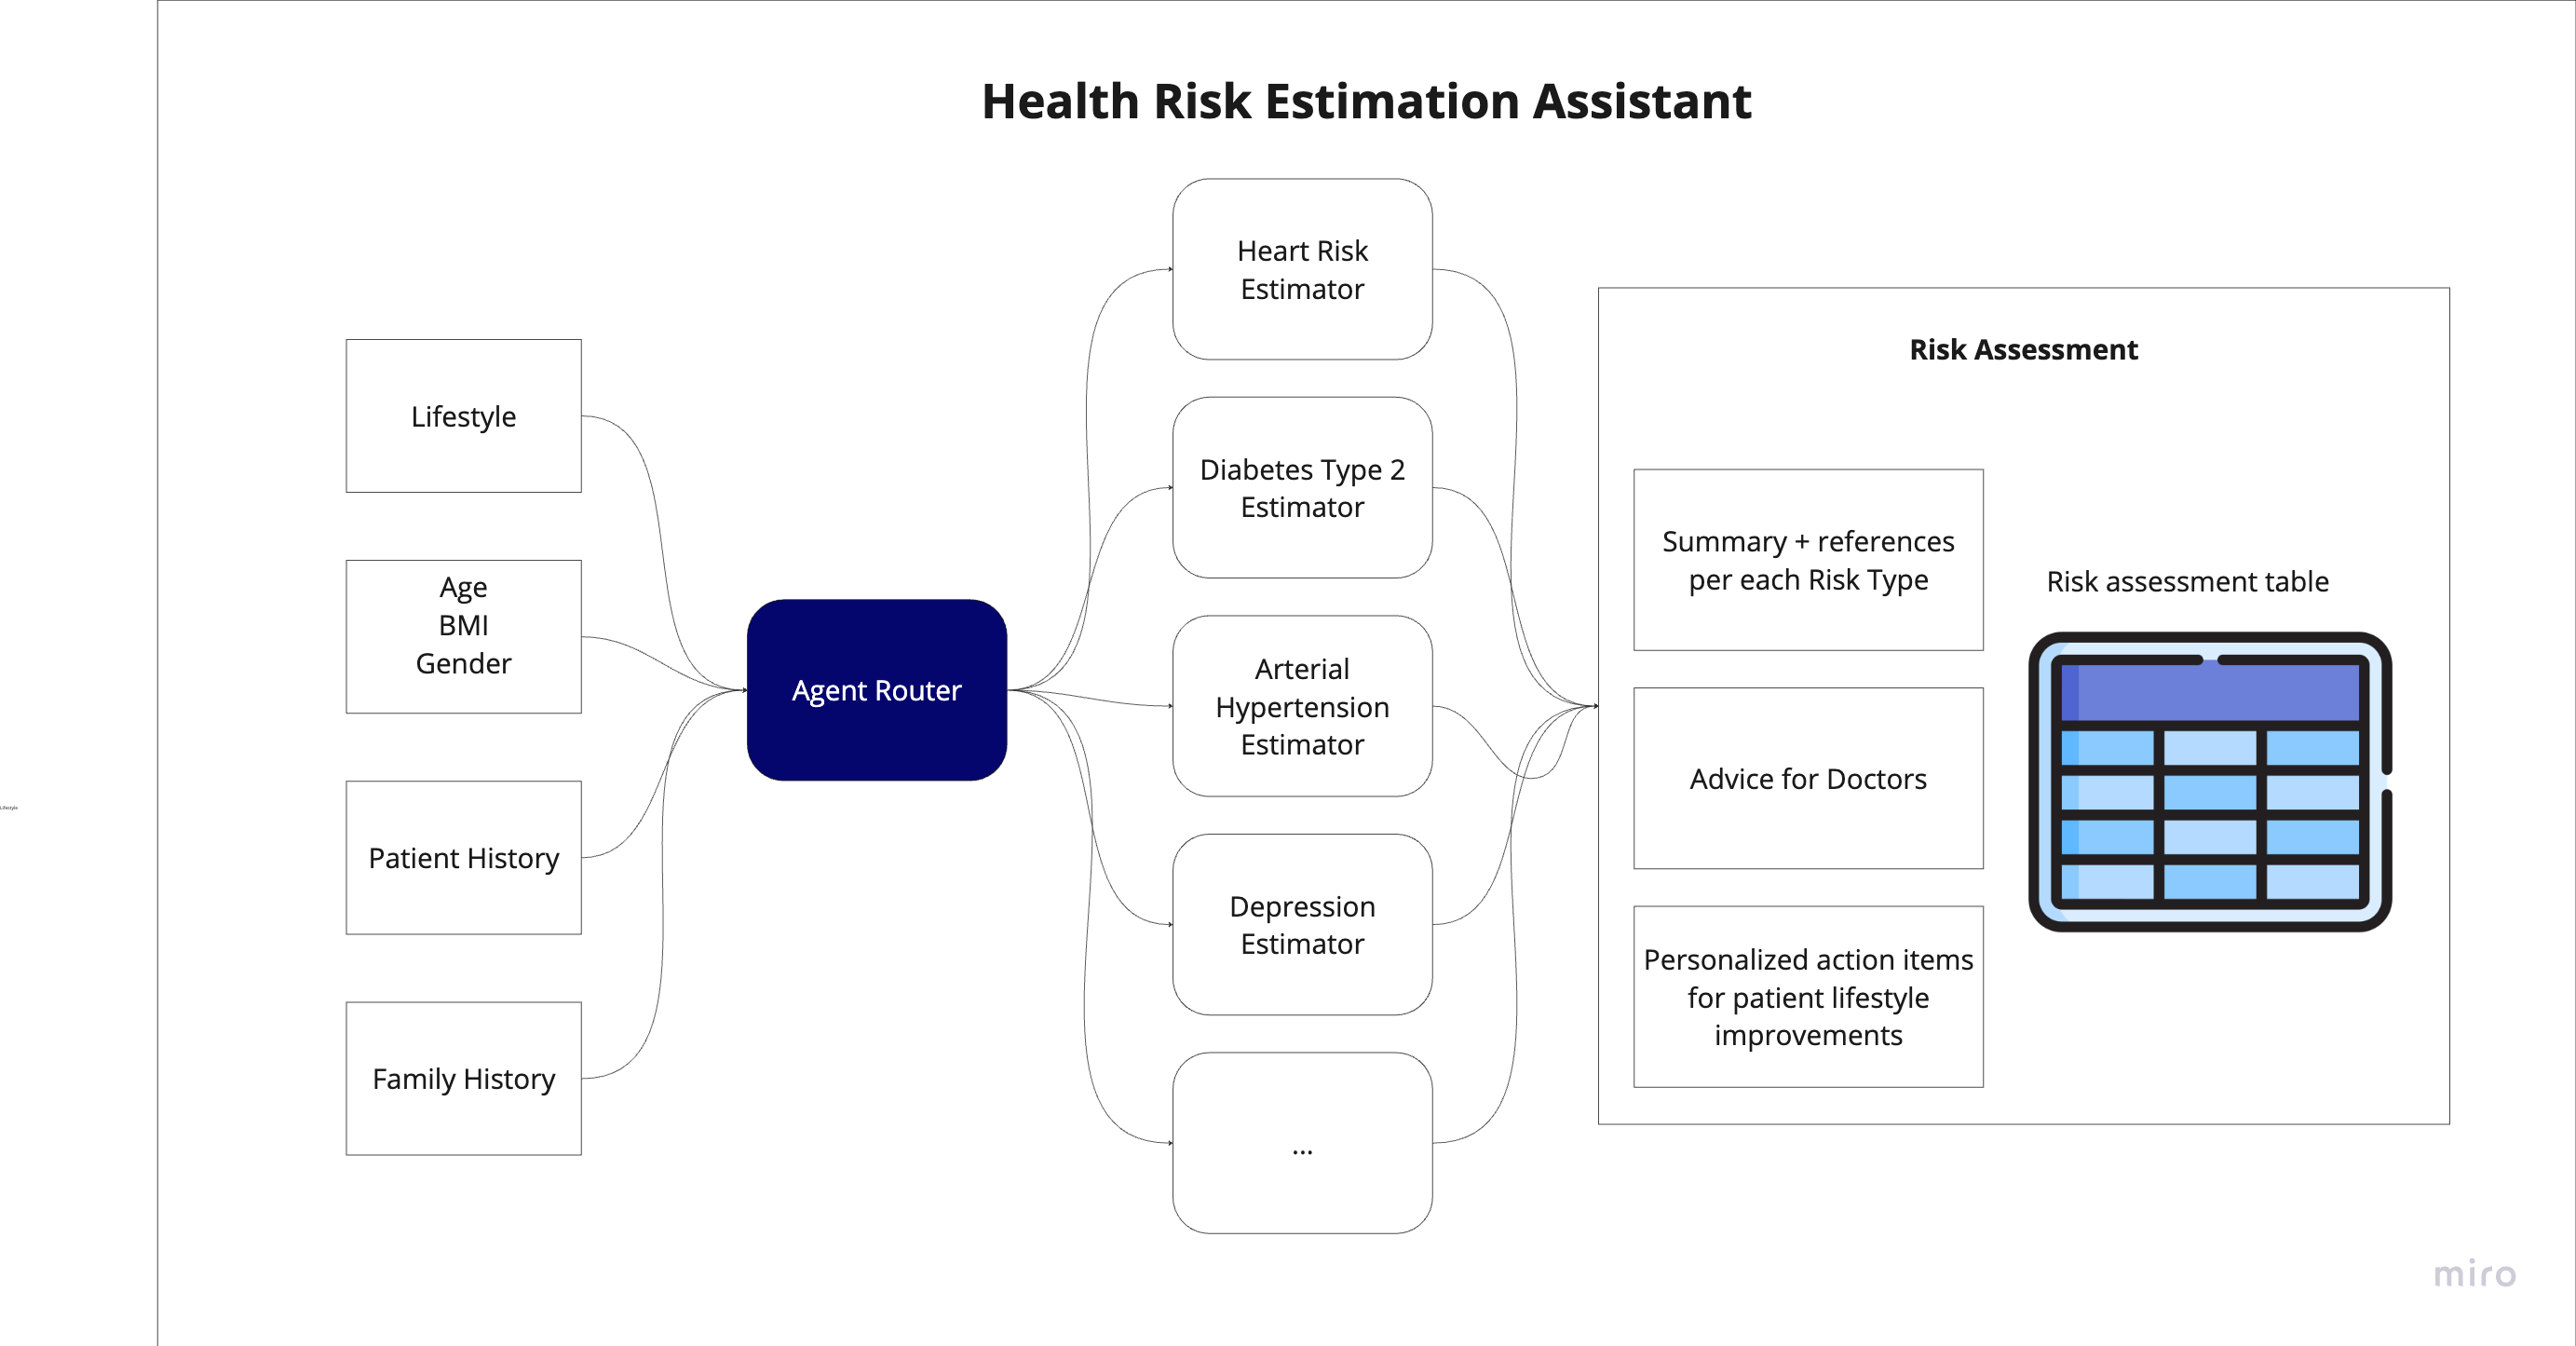 Health Risk Estimation Assistant
Lifestyle
Lifestyle
Age
BMI
Gender
Patient History
Family History
Agent Router
Heart Risk
Estimator
Diabetes Type 2
Estimator
Arterial
Hypertension
Estimator
Depression
Estimator
...
Risk Assessment
Summary + references
per each Risk Type
Advice for Doctors
Personalized action items
for patient lifestyle
improvements
Risk assessment table
miro